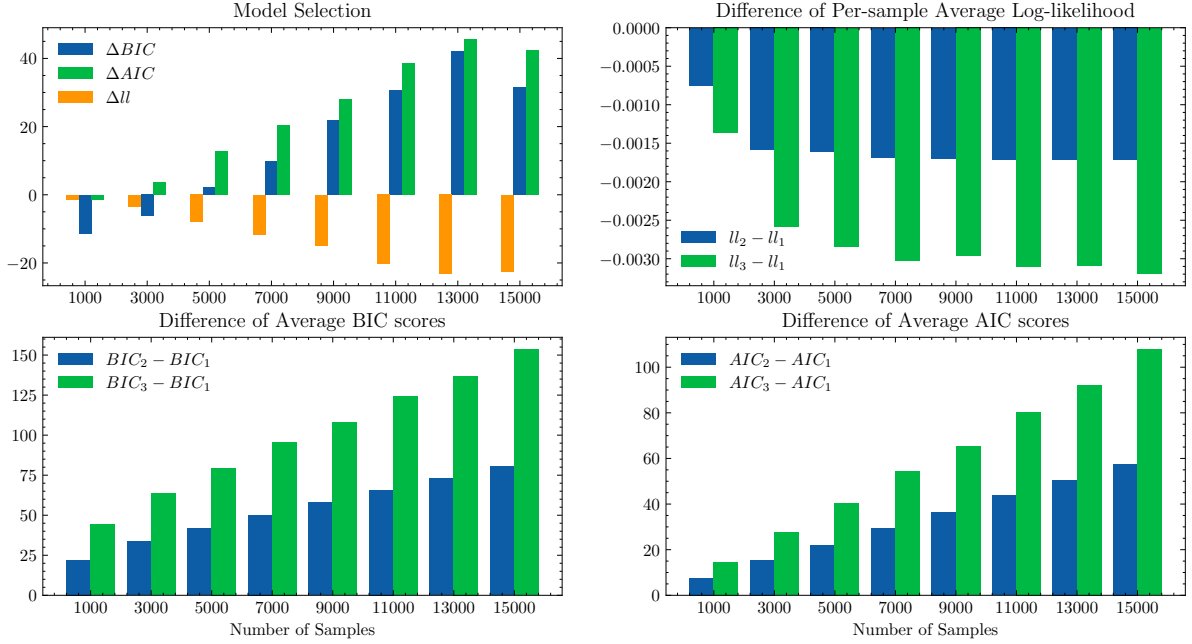 Model Selection
ΔBIC
ΔAIC
Δll
40
20
0
−20
1000 3000 5000 7000 9000 11000 13000 15000
Difference of Per-sample Average Log-likelihood
0.0000
−0.0005
−0.0010
−0.0015
−0.0020
−0.0025
−0.0030
ll₂ − ll₁
ll₃ − ll₁
1000 3000 5000 7000 9000 11000 13000 15000
Difference of Average BIC scores
BIC₂ − BIC₁
BIC₃ − BIC₁
150
125
100
75
50
25
0
1000 3000 5000 7000 9000 11000 13000 15000
Number of Samples
Difference of Average AIC scores
AIC₂ − AIC₁
AIC₃ − AIC₁
100
80
60
40
20
0
1000 3000 5000 7000 9000 11000 13000 15000
Number of Samples